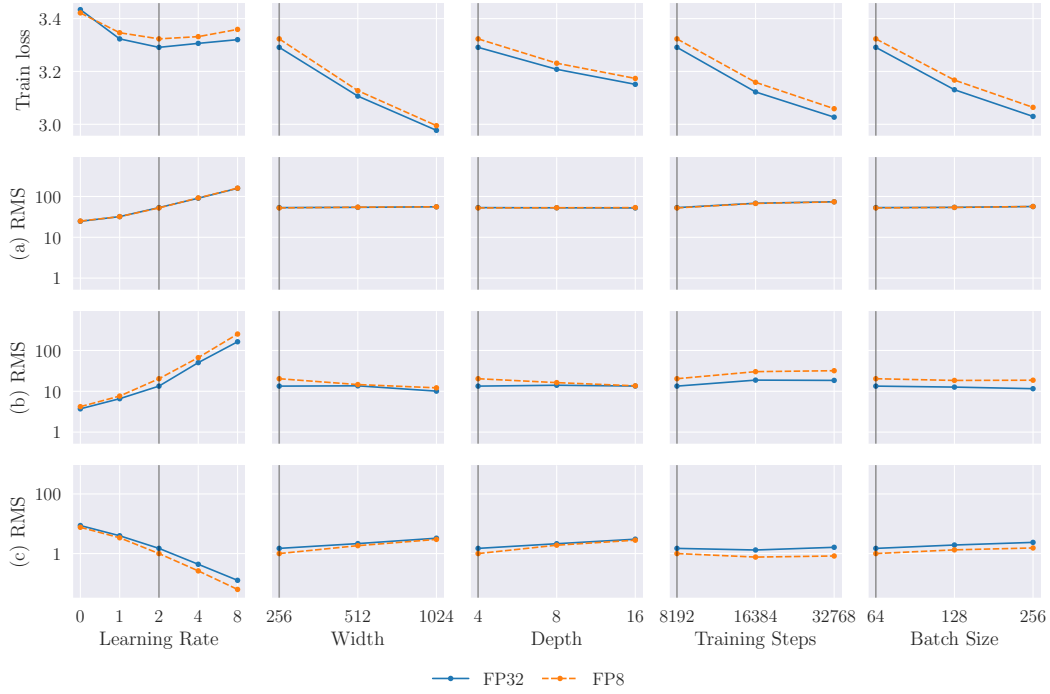 Train loss
3.4
3.2
3.0
(a) RMS
100
10
1
(b) RMS
100
10
1
(c) RMS
100
1
0 1 2 4 8
Learning Rate
256 512 1024
Width
4 8 16
Depth
8192 16384 32768
Training Steps
64 128 256
Batch Size
FP32 FP8